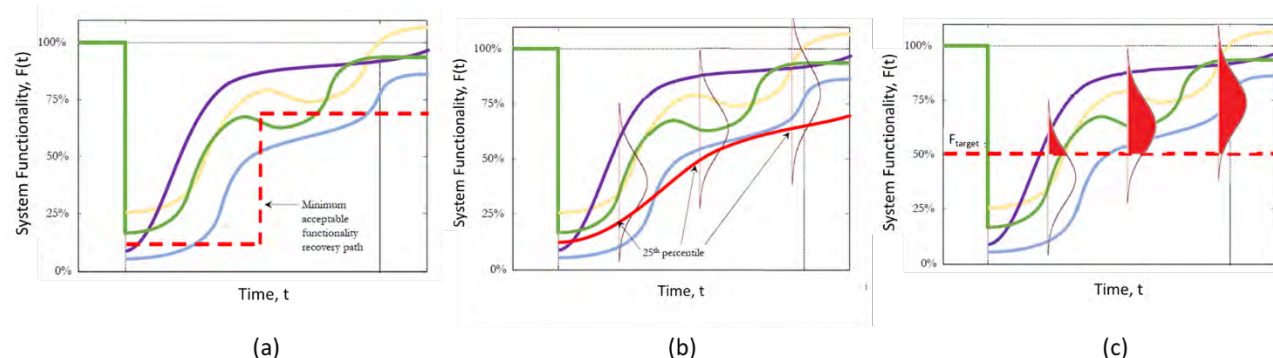 System Functionality, F(t)
100%
75%
50%
25%
0%
Minimum
acceptable
functionality
recovery path
Time, t
(a)
System Functionality, F(t)
100%
75%
50%
25%
0%
25th percentile
Time, t
(b)
System Functionality, F(t)
100%
75%
Ftarget
50%
25%
0%
Time, t
(c)